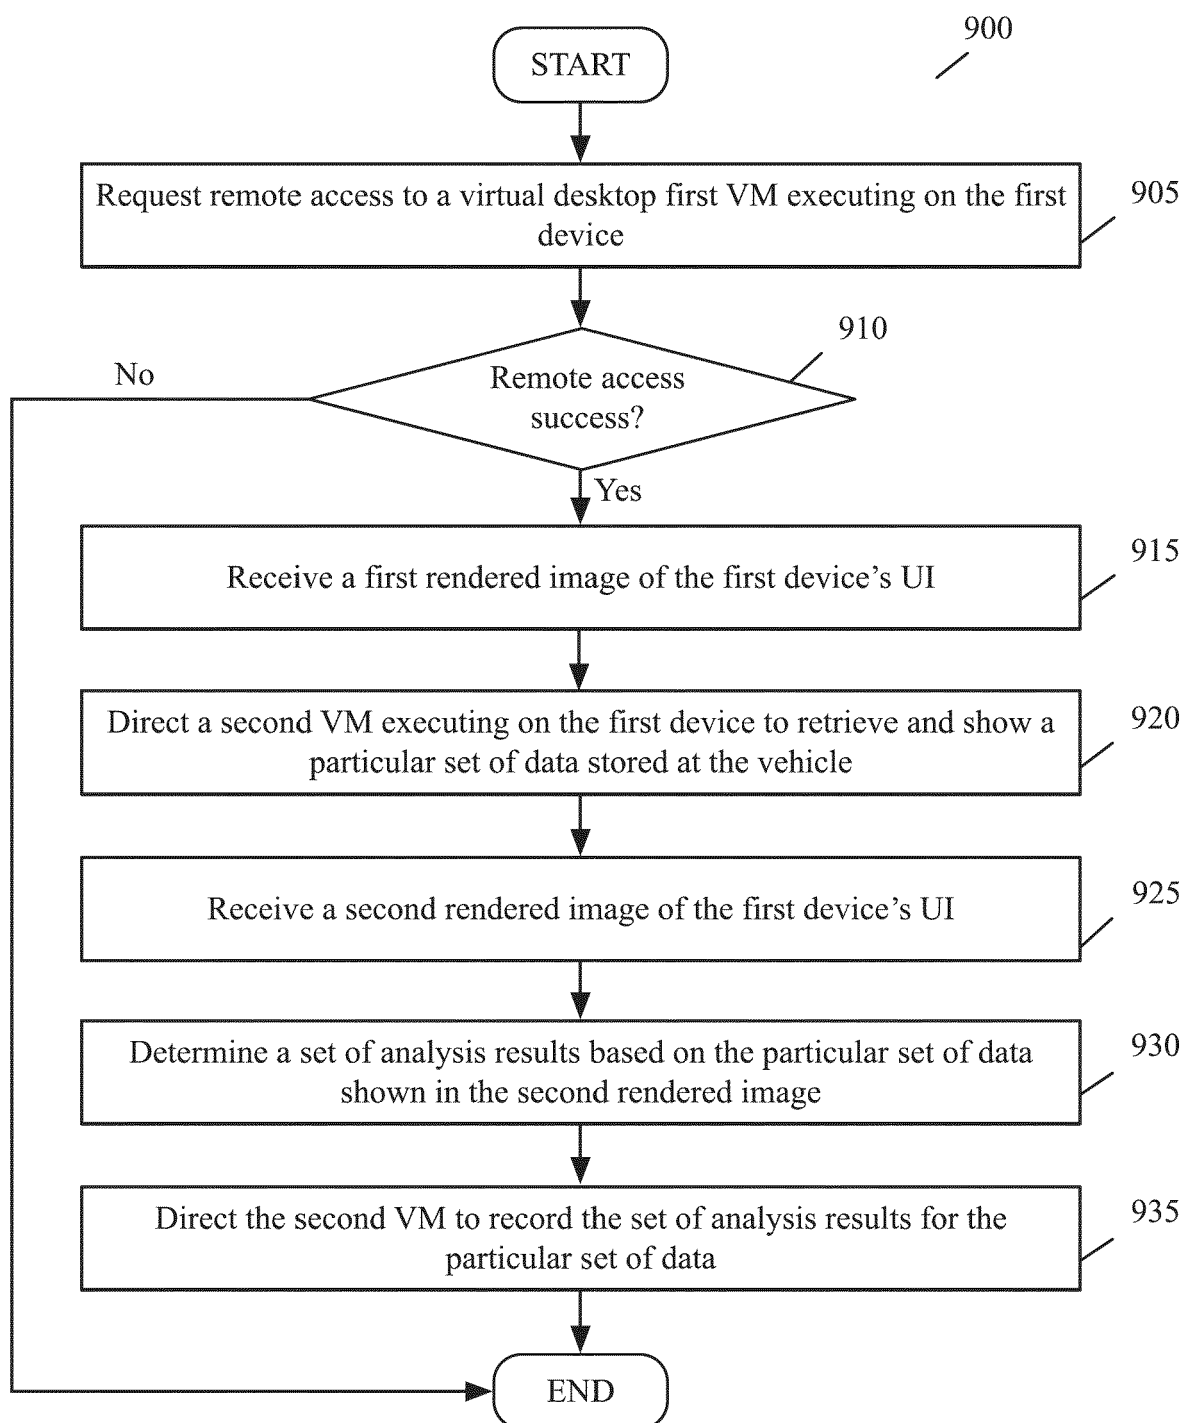 900
START
Request remote access to a virtual desktop first VM executing on the first
device
905
910
Remote access
success?
No
Yes
Receive a first rendered image of the first device’s UI
915
Direct a second VM executing on the first device to retrieve and show a
particular set of data stored at the vehicle
920
Receive a second rendered image of the first device’s UI
925
Determine a set of analysis results based on the particular set of data
shown in the second rendered image
930
Direct the second VM to record the set of analysis results for the
particular set of data
935
END